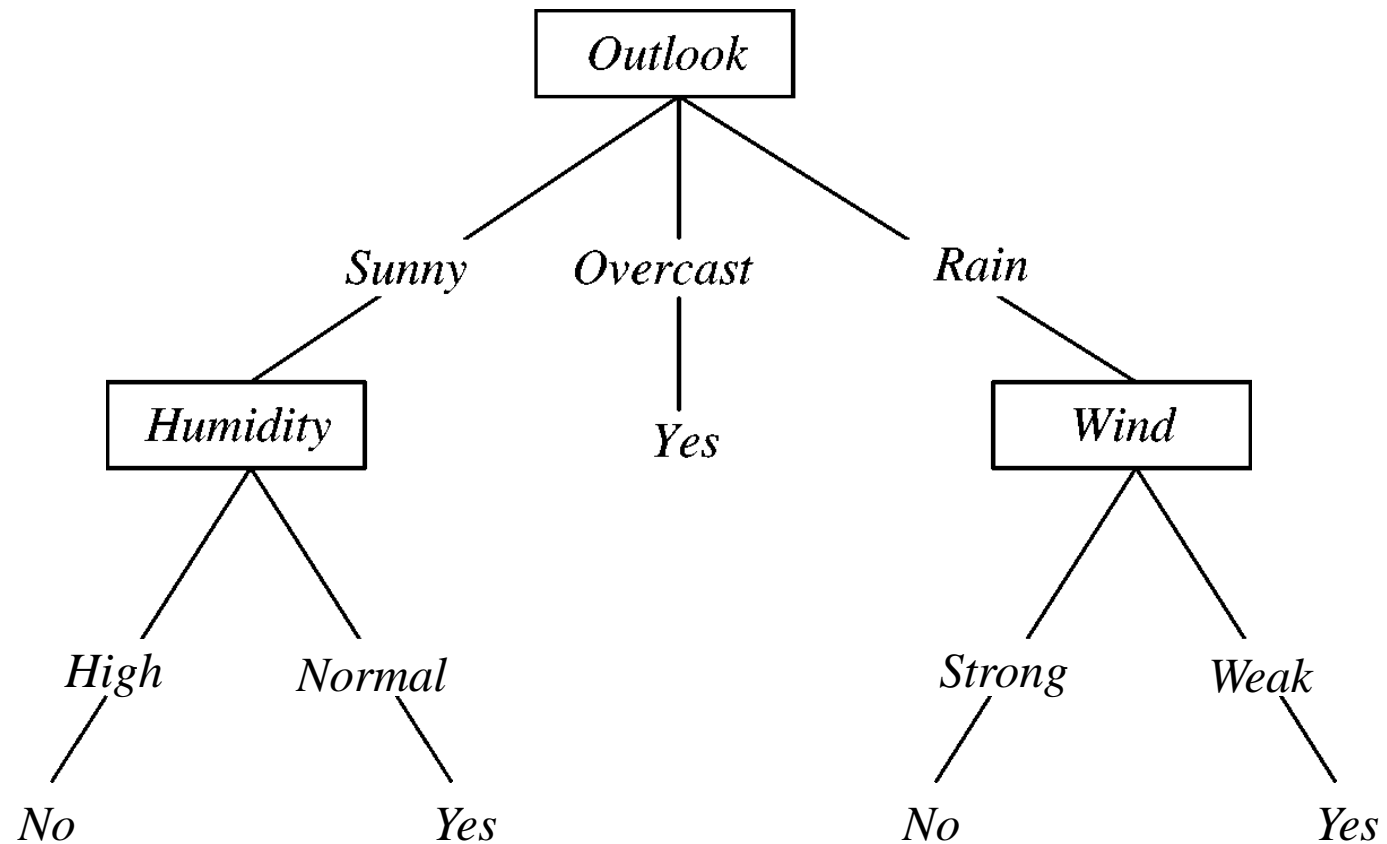 Outlook
Sunny Overcast Rain
Humidity Yes Wind
High Normal Strong Weak
No Yes No Yes